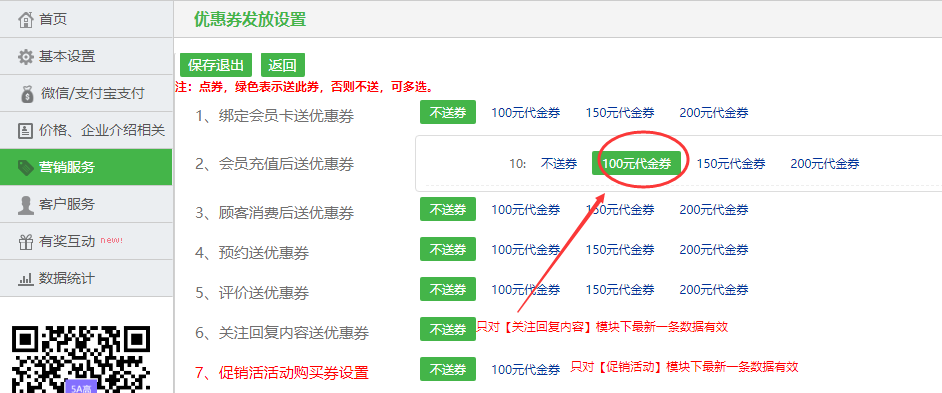 首页
基本设置
微信/支付宝支付
价格、企业介绍相关
营销服务
客户服务
有奖互动 new!
数据统计
SA高
优惠券发放设置
保存退出 返回
注：点券，绿色表示送此券，否则不送，可多选。
1、绑定会员卡送优惠券 不送券 100元代金券 150元代金券 200元代金券
2、会员充值后送优惠券 10: 不送券 100元代金券 150元代金券 200元代金券
3、顾客消费后送优惠券 不送券 100元代金券 150元代金券 200元代金券
4、预约送优惠券 不送券 100元代金券 150元代金券 200元代金券
5、评价送优惠券 不送券 100元代金券 150元代金券 200元代金券
6、关注回复内容送优惠券 不送券 只对【关注回复内容】模块下最新一条数据有效
7、促销活活动购买券设置 不送券 100元代金券 只对【促销活动】模块下最新一条数据有效